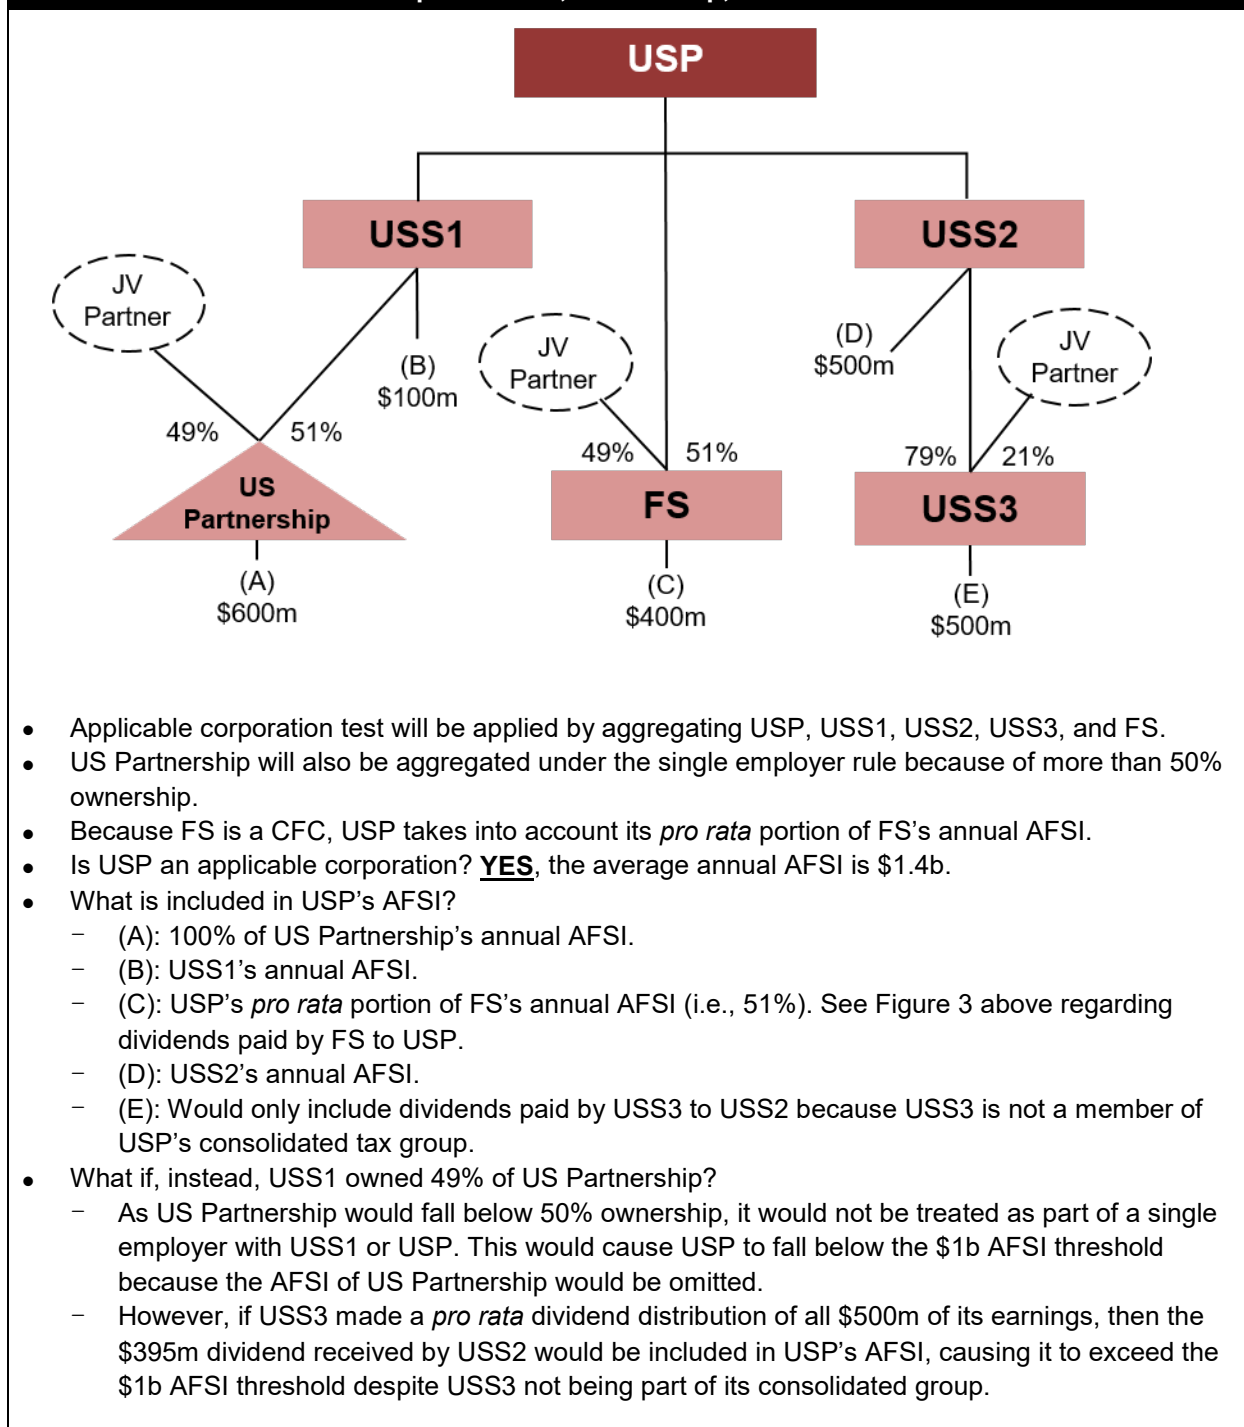 USP
USS1
USS2
JV
Partner
(B)
$100m
JV
Partner
(D)
$500m
JV
Partner
49%
51%
49%
51%
79%
21%
US
Partnership
FS
USS3
(A)
$600m
(C)
$400m
(E)
$500m
• Applicable corporation test will be applied by aggregating USP, USS1, USS2, USS3, and FS.
• US Partnership will also be aggregated under the single employer rule because of more than 50%
ownership.
• Because FS is a CFC, USP takes into account its pro rata portion of FS's annual AFSI.
• Is USP an applicable corporation? YES, the average annual AFSI is $1.4b.
• What is included in USP's AFSI?
− (A): 100% of US Partnership's annual AFSI.
− (B): USS1's annual AFSI.
− (C): USP's pro rata portion of FS's annual AFSI (i.e., 51%). See Figure 3 above regarding
dividends paid by FS to USP.
− (D): USS2's annual AFSI.
− (E): Would only include dividends paid by USS3 to USS2 because USS3 is not a member of
USP's consolidated tax group.
• What if, instead, USS1 owned 49% of US Partnership?
− As US Partnership would fall below 50% ownership, it would not be treated as part of a single
employer with USS1 or USP. This would cause USP to fall below the $1b AFSI threshold
because the AFSI of US Partnership would be omitted.
− However, if USS3 made a pro rata dividend distribution of all $500m of its earnings, then the
$395m dividend received by USS2 would be included in USP's AFSI, causing it to exceed the
$1b AFSI threshold despite USS3 not being part of its consolidated group.